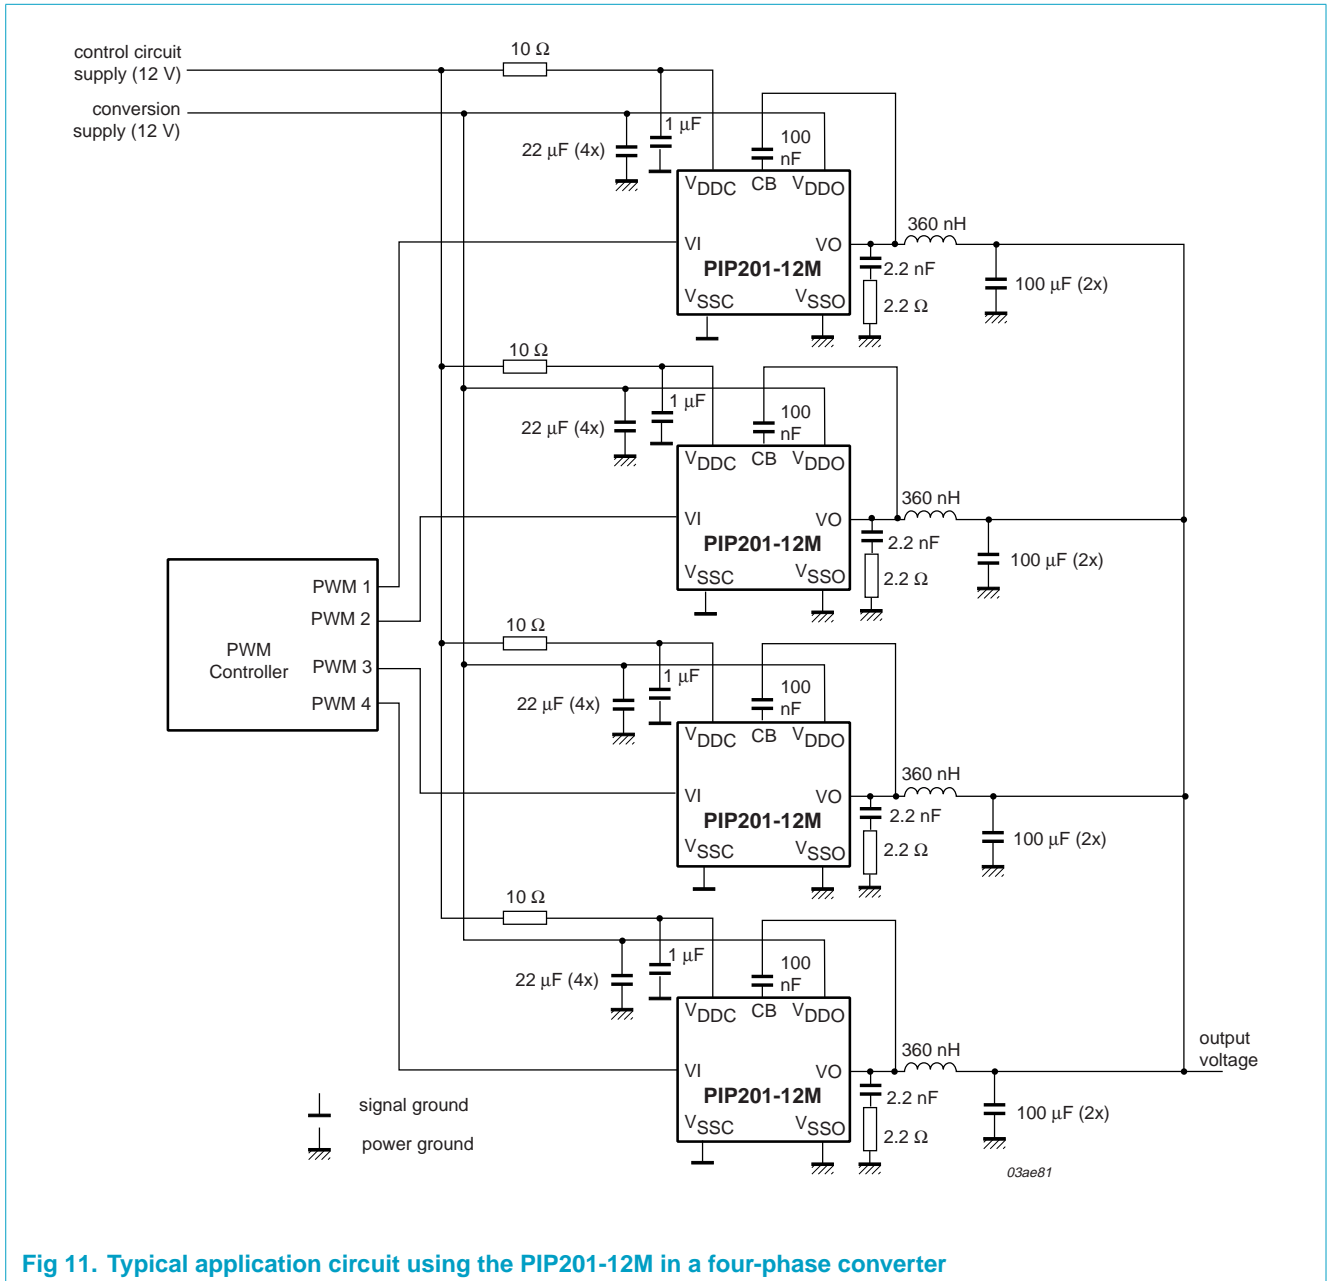 control circuit
supply (12 V)
conversion
supply (12 V)
10 Ω
1 μF
22 μF (4x)
100
nF
VDDC
CB
VDDO
VI
VO
PIP201-12M
VSSC
VSSO
360 nH
2.2 nF
2.2 Ω
100 μF (2x)
10 Ω
1 μF
22 μF (4x)
100
nF
VDDC
CB
VDDO
VI
VO
PIP201-12M
VSSC
VSSO
360 nH
2.2 nF
2.2 Ω
100 μF (2x)
PWM
Controller
PWM 1
PWM 2
PWM 3
PWM 4
10 Ω
1 μF
22 μF (4x)
100
nF
VDDC
CB
VDDO
VI
VO
PIP201-12M
VSSC
VSSO
360 nH
2.2 nF
2.2 Ω
100 μF (2x)
10 Ω
1 μF
22 μF (4x)
100
nF
VDDC
CB
VDDO
VI
VO
PIP201-12M
VSSC
VSSO
360 nH
2.2 nF
2.2 Ω
100 μF (2x)
output
voltage
signal ground
power ground
03ae81
Fig 11. Typical application circuit using the PIP201-12M in a four-phase converter